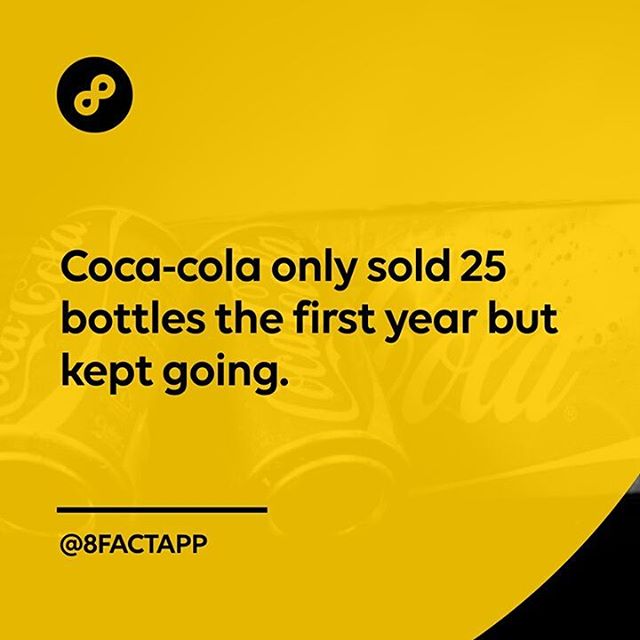 Coca-cola only sold 25
bottles the first year but
kept going.
@8FACTAPP